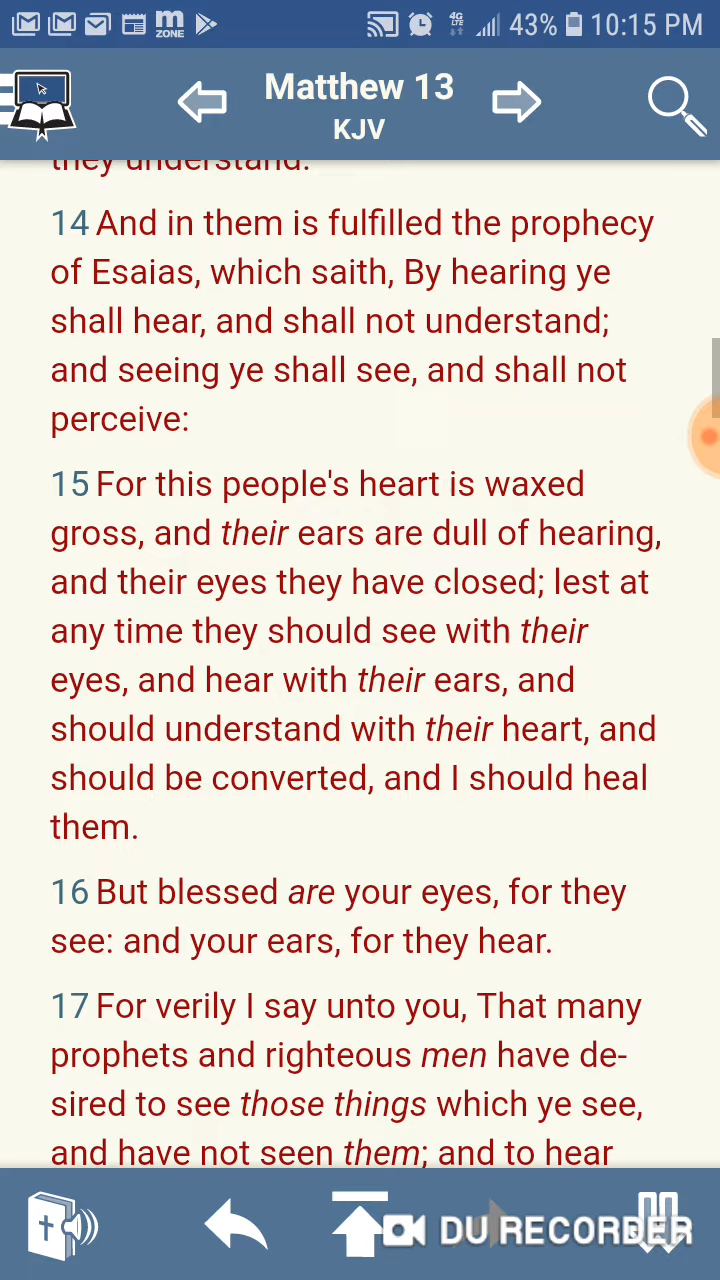 m
ZONE
4G
LTE
43%
10:15 PM
Matthew 13
KJV
they understand.
14 And in them is fulfilled the prophecy
of Esaias, which saith, By hearing ye
shall hear, and shall not understand;
and seeing ye shall see, and shall not
perceive:
15 For this people's heart is waxed
gross, and their ears are dull of hearing,
and their eyes they have closed; lest at
any time they should see with their
eyes, and hear with their ears, and
should understand with their heart, and
should be converted, and I should heal
them.
16 But blessed are your eyes, for they
see: and your ears, for they hear.
17 For verily I say unto you, That many
prophets and righteous men have de-
sired to see those things which ye see,
and have not seen them; and to hear
DU RECORDER